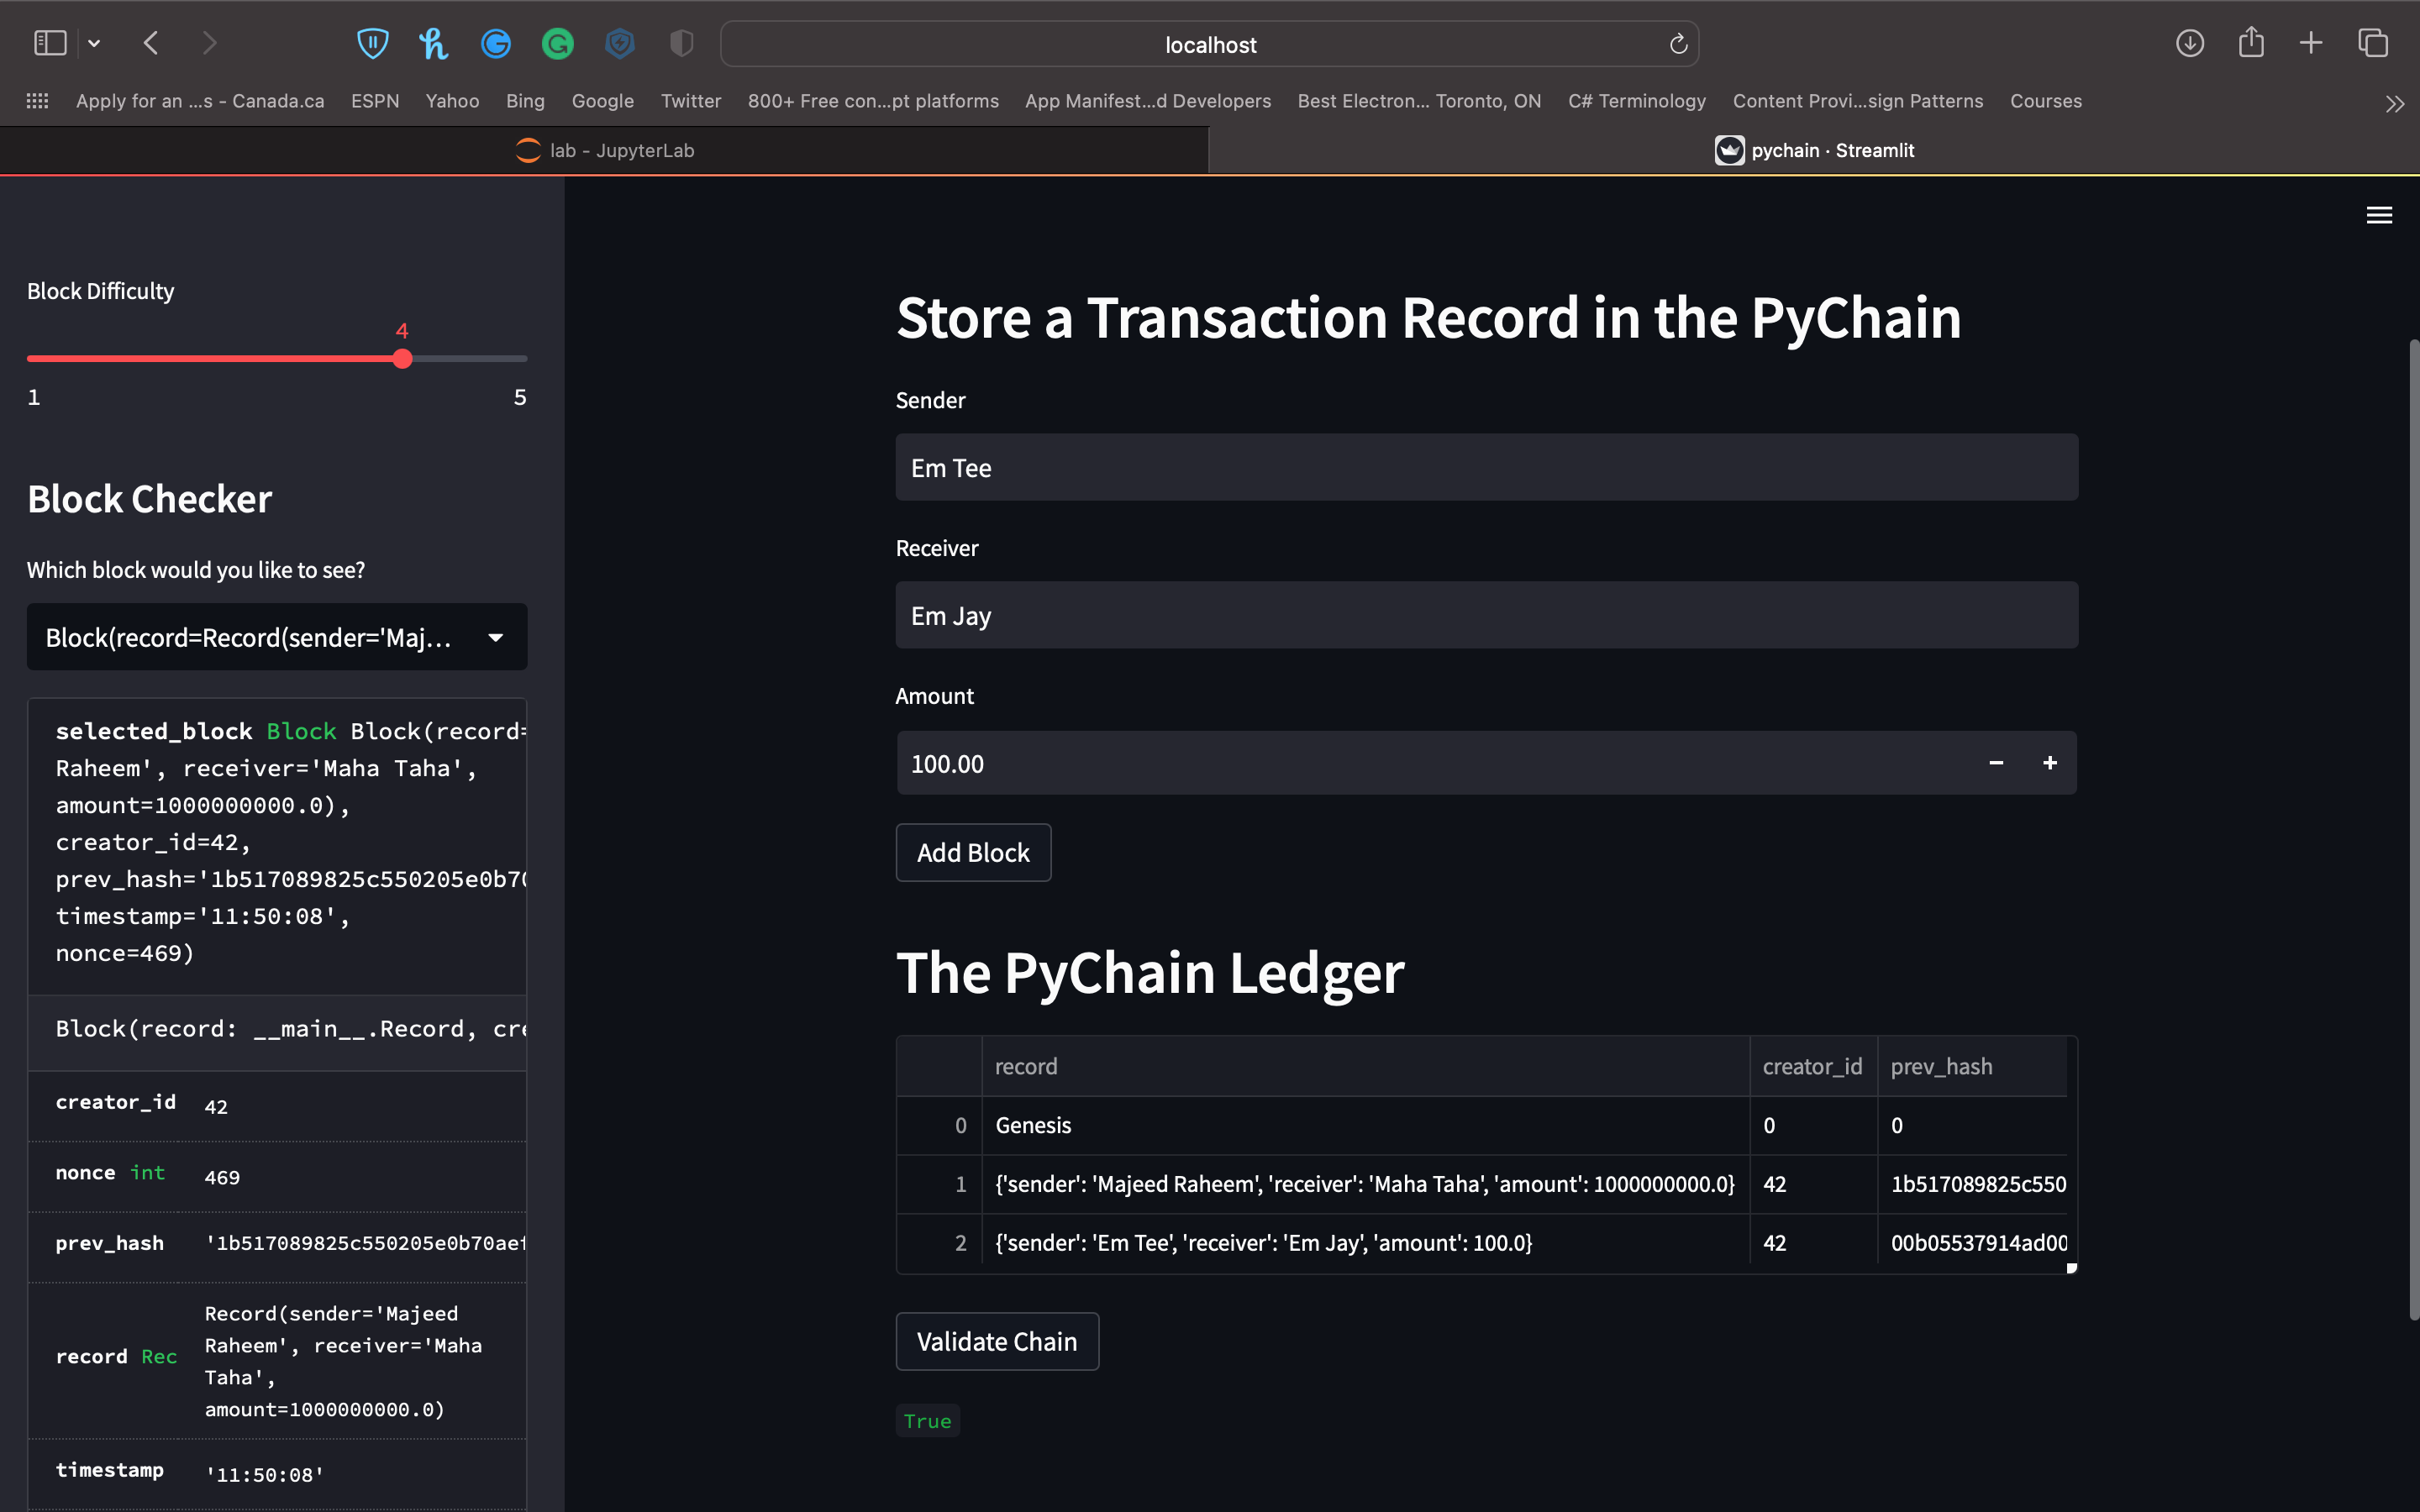 localhost
Apply for an ...s - Canada.ca ESPN Yahoo Bing Google Twitter 800+ Free con...pt platforms App Manifest...d Developers Best Electron... Toronto, ON C# Terminology Content Provi...sign Patterns Courses
lab - JupyterLab
pychain · Streamlit
Block Difficulty
4
1 5
Block Checker
Which block would you like to see?
Block(record=Record(sender='Maj...
selected_block Block Block(record=
Raheem', receiver='Maha Taha',
amount=1000000000.0),
creator_id=42,
prev_hash='1b517089825c550205e0b70
timestamp='11:50:08',
nonce=469)
Block(record: __main__.Record, cre
creator_id 42
nonce int 469
prev_hash '1b517089825c550205e0b70aef
record Rec
Record(sender='Majeed
Raheem', receiver='Maha
Taha',
amount=1000000000.0)
timestamp '11:50:08'
Store a Transaction Record in the PyChain
Sender
Em Tee
Receiver
Em Jay
Amount
100.00
Add Block
The PyChain Ledger
record creator_id prev_hash
0 Genesis 0 0
1 {'sender': 'Majeed Raheem', 'receiver': 'Maha Taha', 'amount': 1000000000.0} 42 1b517089825c550
2 {'sender': 'Em Tee', 'receiver': 'Em Jay', 'amount': 100.0} 42 00b05537914ad00
Validate Chain
True